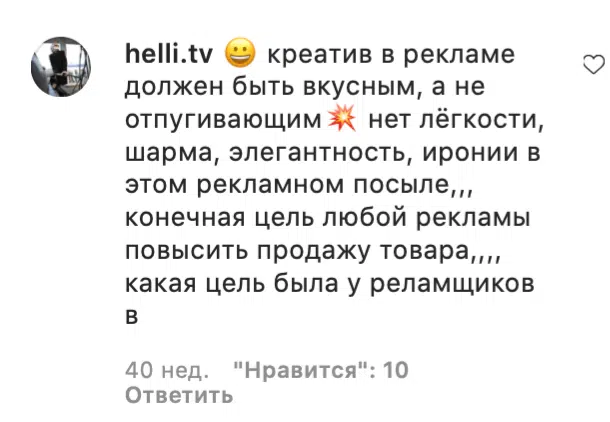 helli.tv 😀 креатив в рекламе
должен быть вкусным, а не
отпугивающим💥 нет лёгкости,
шарма, элегантность, иронии в
этом рекламном посыле,,,
конечная цель любой рекламы
повысить продажу товара,,,,
какая цель была у реламщиков
в
40 нед. "Нравится": 10
Ответить